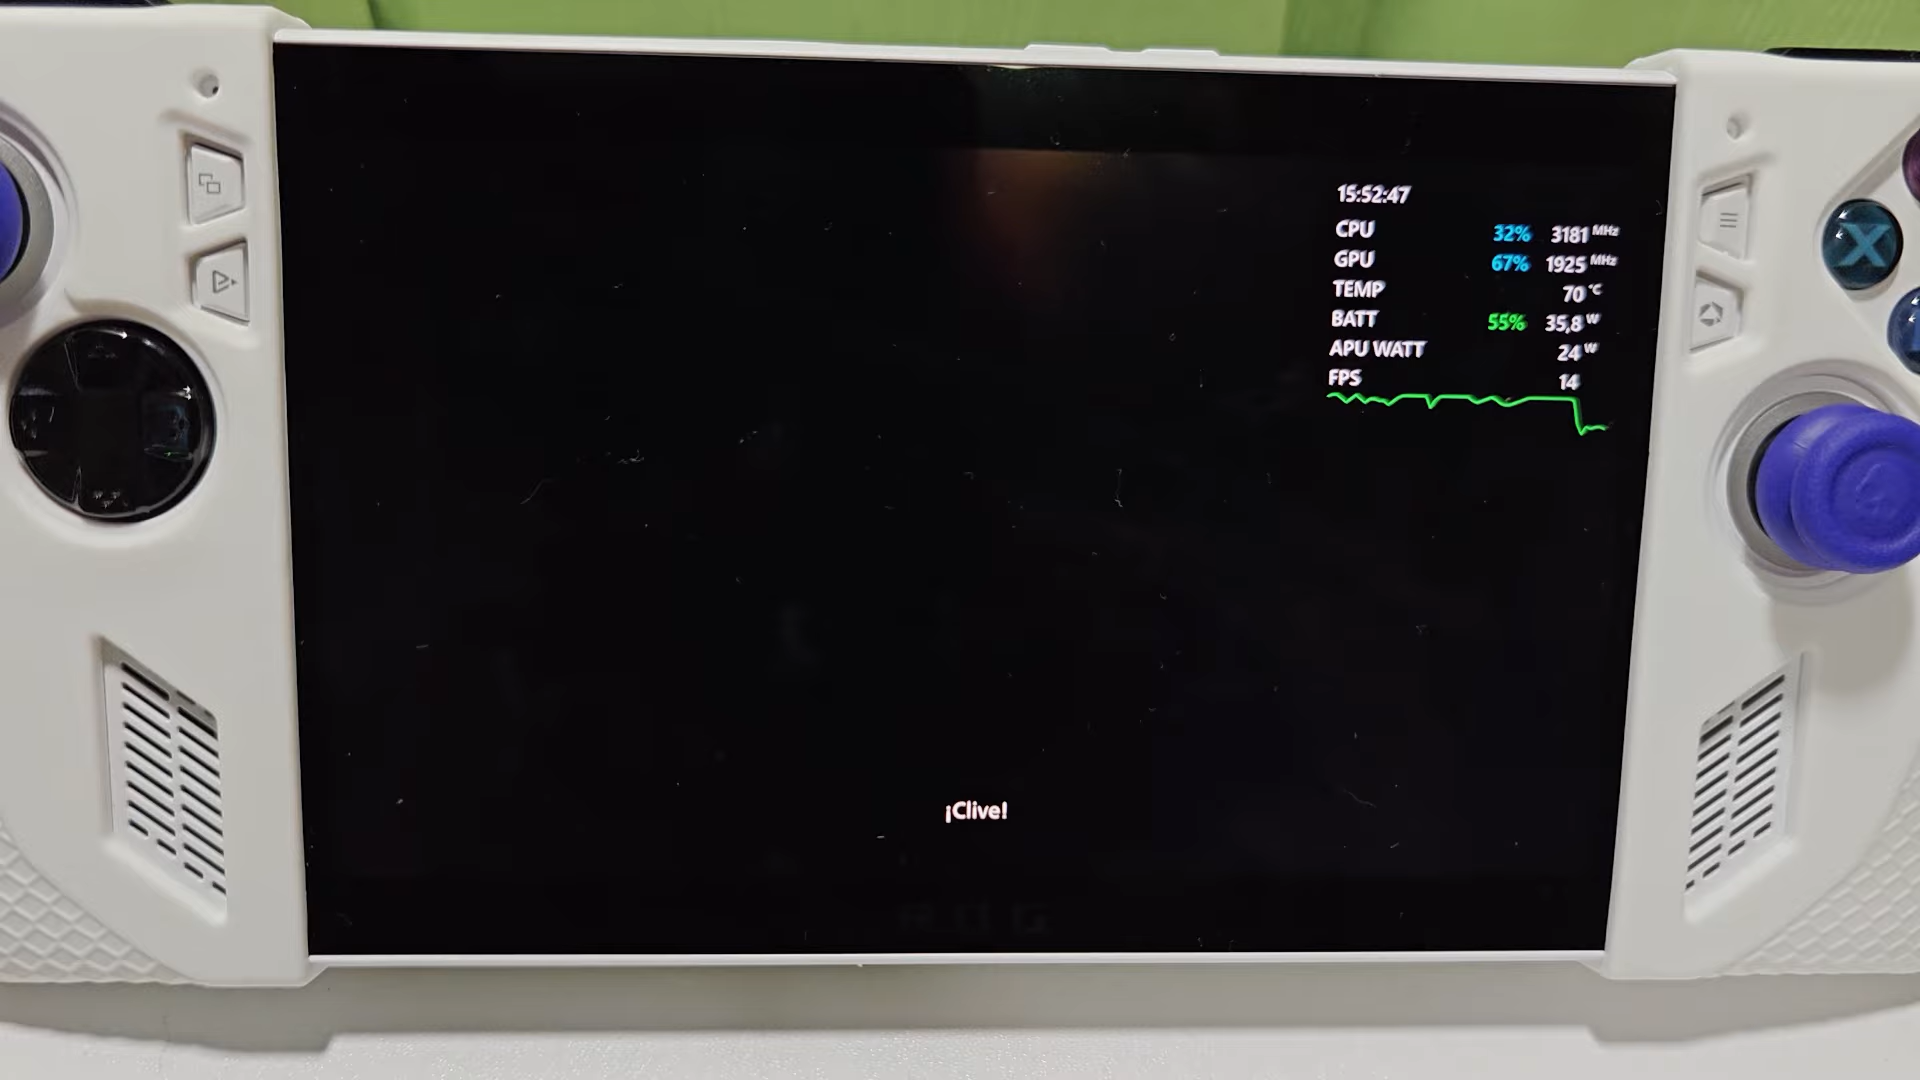 15:52:47
CPU 32% 3181 MHz
GPU 67% 1925 MHz
TEMP 70 °C
BATT 55% 35,8 W
APU WATT 24 W
FPS 14
X
¡Clive!
ROG